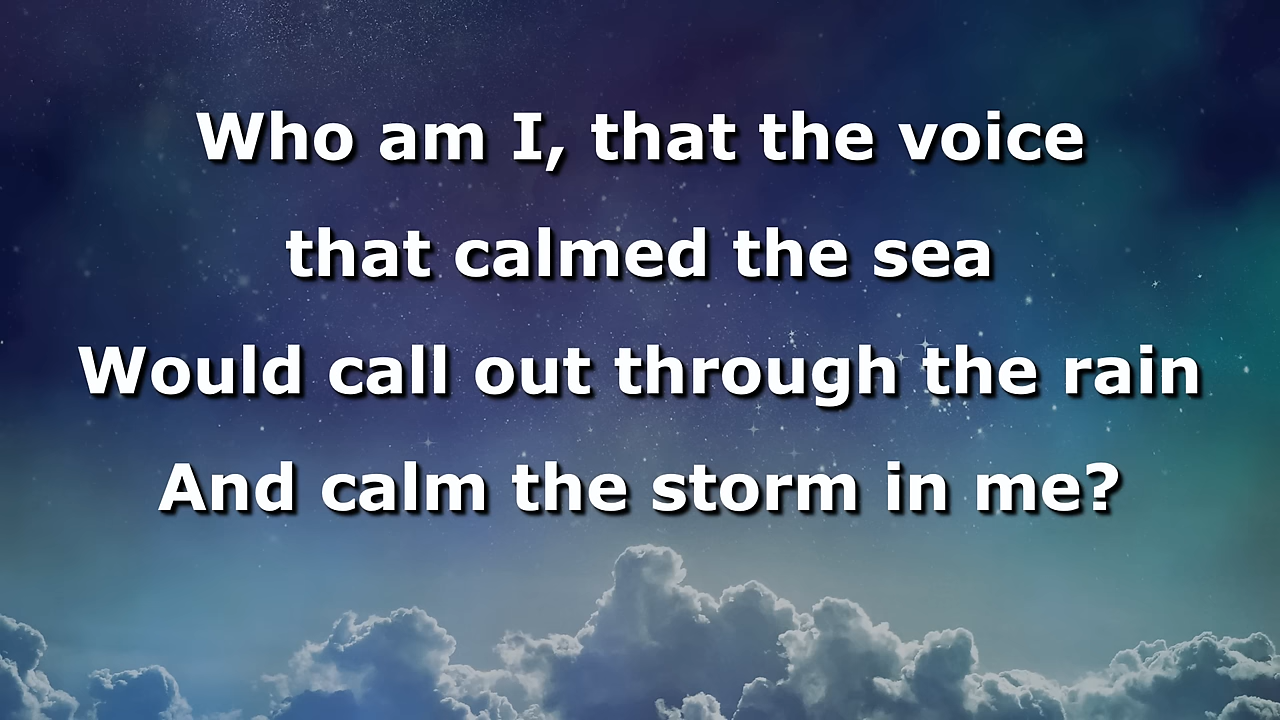 Who am I, that the voice
that calmed the sea
Would call out through the rain
And calm the storm in me?